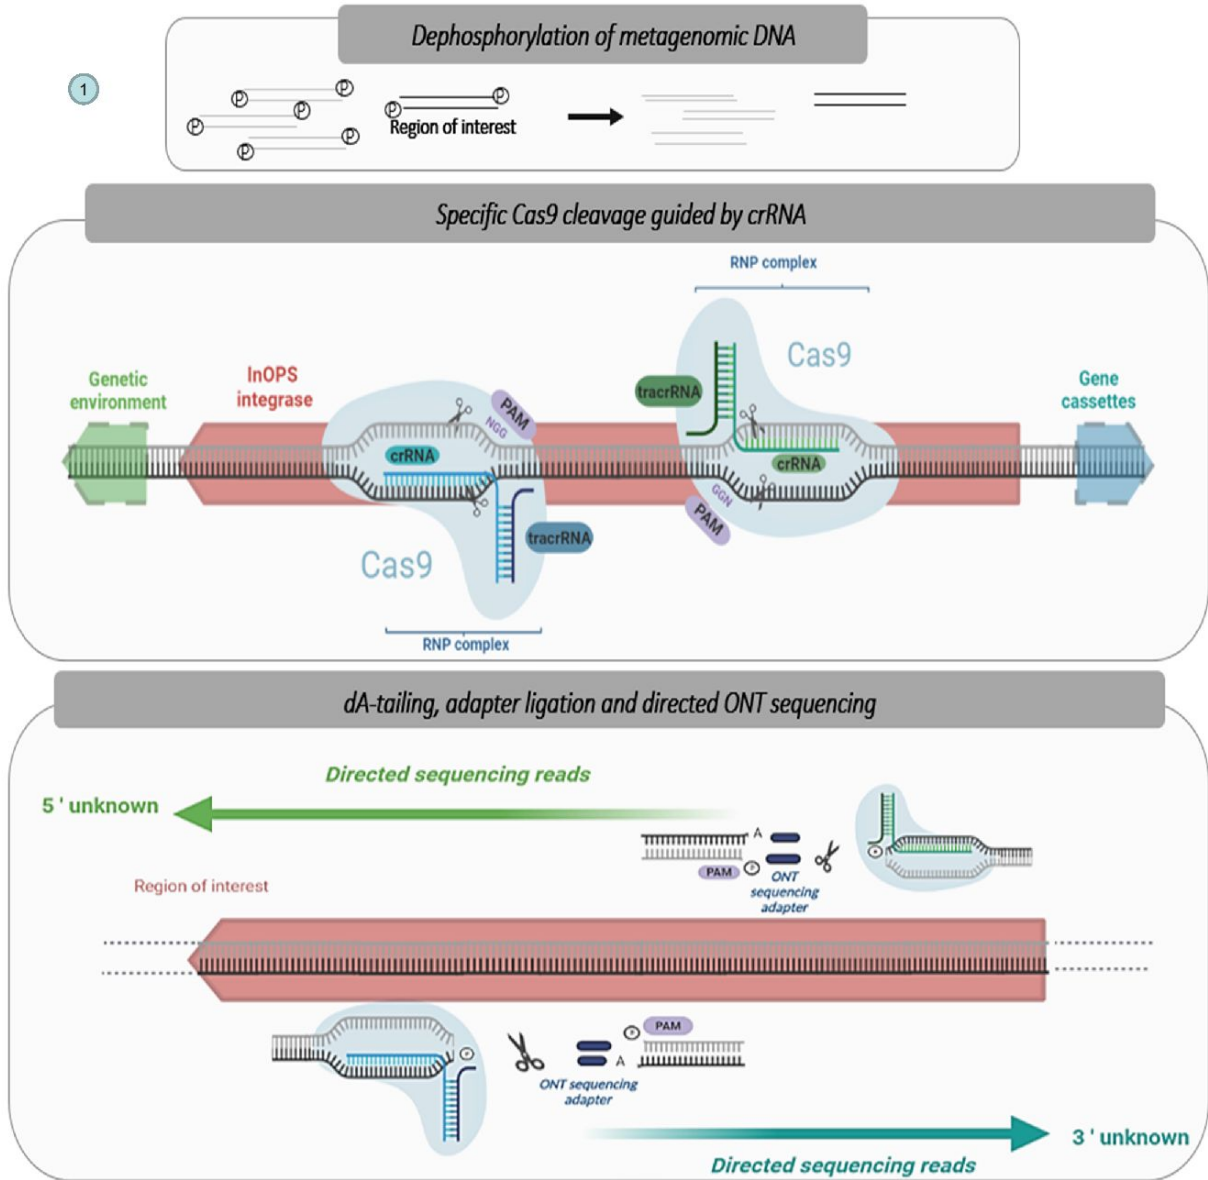 Dephosphorylation of metagenomic DNA
1
P
P
P
P
P
P
P
P
Region of interest
Specific Cas9 cleavage guided by crRNA
RNP complex
Cas9
Genetic
environment
InOPS
integrase
PAM
NGG
crRNA
tracrRNA
crRNA
Gene
cassettes
GGN
PAM
Cas9
tracrRNA
RNP complex
dA-tailing, adapter ligation and directed ONT sequencing
Directed sequencing reads
5 ' unknown
A
PAM
P
ONT
sequencing
adapter
P
Region of interest
P
P
PAM
A
ONT sequencing
adapter
3 ' unknown
Directed sequencing reads